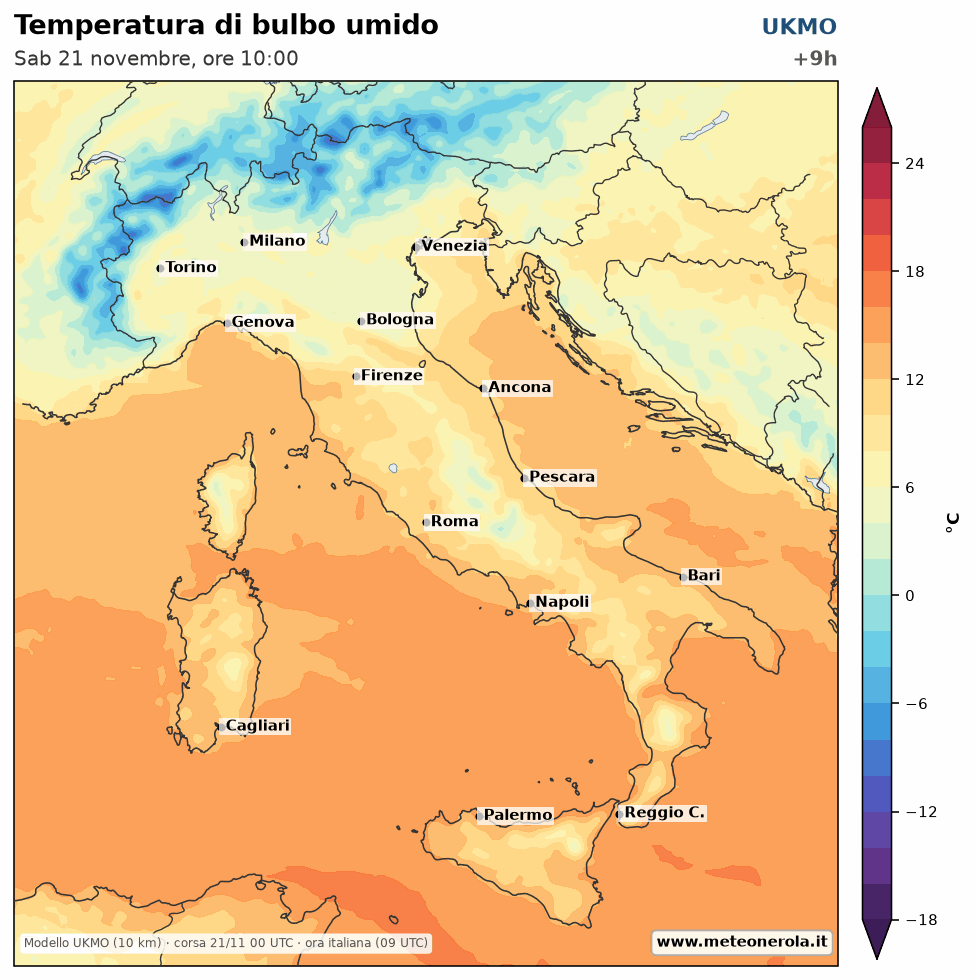 Temperatura di bulbo umido
UKMO
Sab 21 novembre, ore 10:00
+9h
Milano
Venezia
Torino
Genova
Bologna
Firenze
Ancona
Pescara
Roma
Bari
Napoli
Cagliari
Palermo
Reggio C.
24
18
12
6
0
−6
−12
−18
°C
Modello UKMO (10 km) · corsa 21/11 00 UTC · ora italiana (09 UTC)
www.meteonerola.it